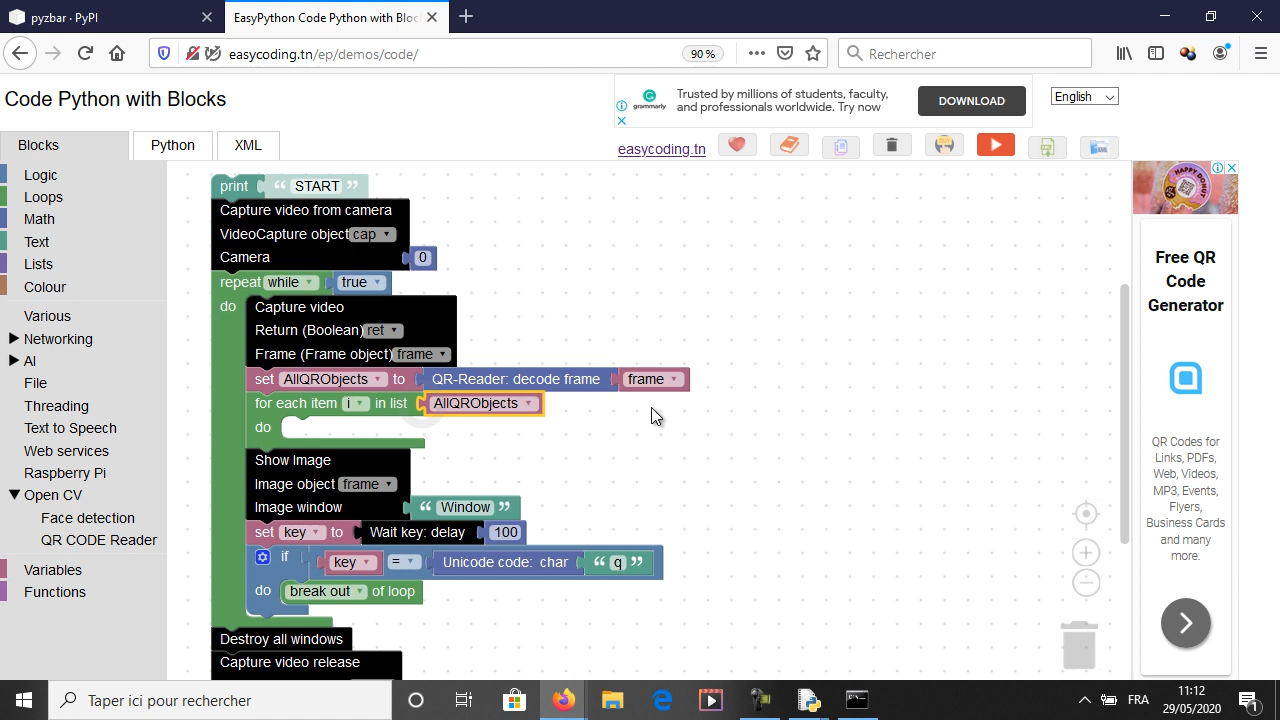 pyzbar · PyPI
EasyPython Code Python with Bloc
easycoding.tn/ep/demos/code/
90 %
Rechercher
Code Python with Blocks
grammarly
Trusted by millions of students, faculty,
and professionals worldwide. Try now
DOWNLOAD
English
Blocks
Python
XML
easycoding.tn
Logic
Loops
Math
Text
Lists
Colour
Various
Networking
AI
File
Threading
Text to Speech
Web services
Raspberry Pi
Open CV
Face detection
QR CODE Reader
Variables
Functions
print “ START ”
Capture video from camera
VideoCapture object cap
Camera 0
repeat while true
do
Capture video
Return (Boolean) ret
Frame (Frame object) frame
set AllQRObjects to QR-Reader: decode frame frame
for each item i in list AllQRObjects
do
Show Image
Image object frame
Image window “ Window ”
set key to Wait key: delay 100
if key = Unicode code: char “ q ”
do break out of loop
Destroy all windows
Capture video release
HAPPY DONUT
Free QR
Code
Generator
QR Codes for
Links, PDFs,
Web, Videos,
MP3, Events,
Flyers,
Business Cards
and many
more.
Taper ici pour rechercher
FRA
11:12
29/05/2020
1